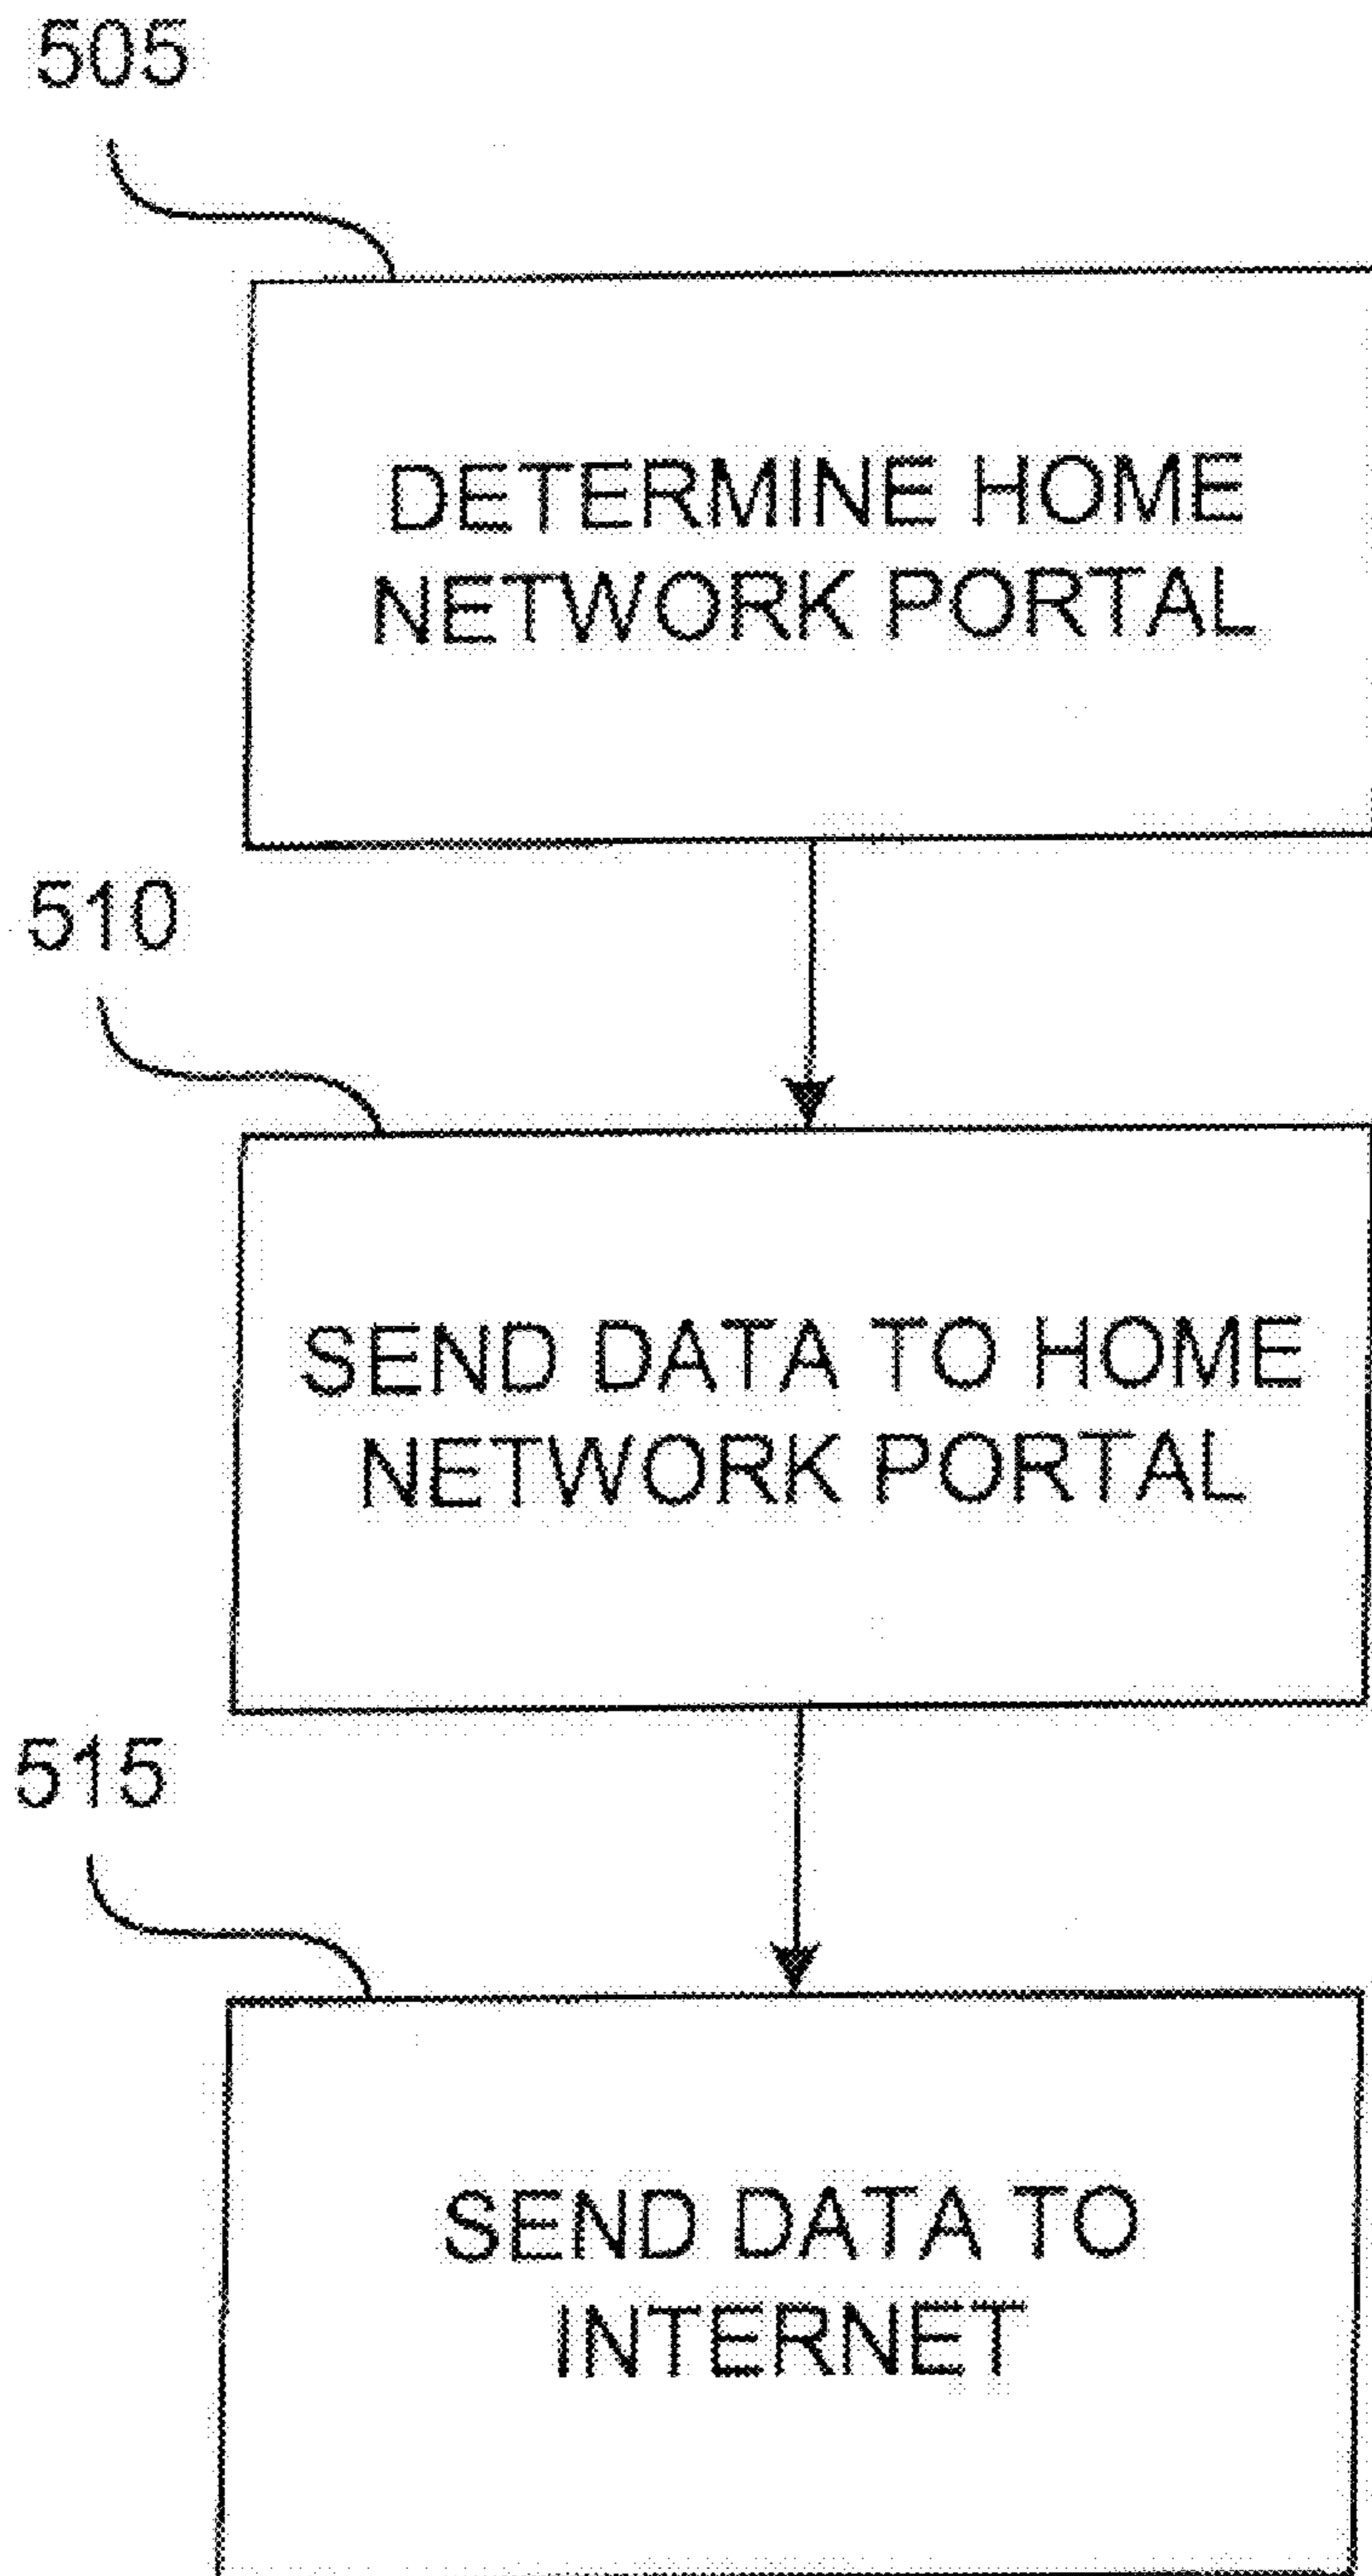 505
DETERMINE HOME
NETWORK PORTAL
510
SEND DATA TO HOME
NETWORK PORTAL
515
SEND DATA TO
INTERNET